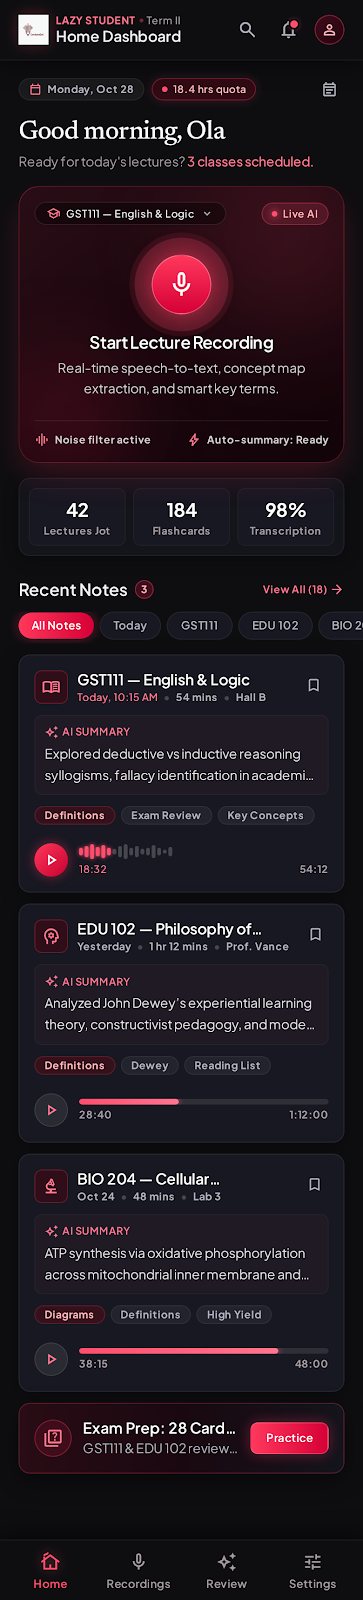 LAZY STUDENT • Term II
Home Dashboard
Monday, Oct 28
18.4 hrs quota
Good morning, Ola
Ready for today's lectures? 3 classes scheduled.
GST111 — English & Logic
Live AI
Start Lecture Recording
Real-time speech-to-text, concept map
extraction, and smart key terms.
Noise filter active
Auto-summary: Ready
42
Lectures Jot
184
Flashcards
98%
Transcription
Recent Notes 3
View All (18) →
All Notes
Today
GST111
EDU 102
BIO 2
GST111 — English & Logic
Today, 10:15 AM • 54 mins • Hall B
AI SUMMARY
Explored deductive vs inductive reasoning
syllogisms, fallacy identification in academi...
Definitions
Exam Review
Key Concepts
18:32
54:12
EDU 102 — Philosophy of...
Yesterday • 1 hr 12 mins • Prof. Vance
AI SUMMARY
Analyzed John Dewey's experiential learning
theory, constructivist pedagogy, and mode...
Definitions
Dewey
Reading List
28:40
1:12:00
BIO 204 — Cellular...
Oct 24 • 48 mins • Lab 3
AI SUMMARY
ATP synthesis via oxidative phosphorylation
across mitochondrial inner membrane and...
Diagrams
Definitions
High Yield
38:15
48:00
Exam Prep: 28 Card...
GST111 & EDU 102 review...
Practice
Home
Recordings
Review
Settings